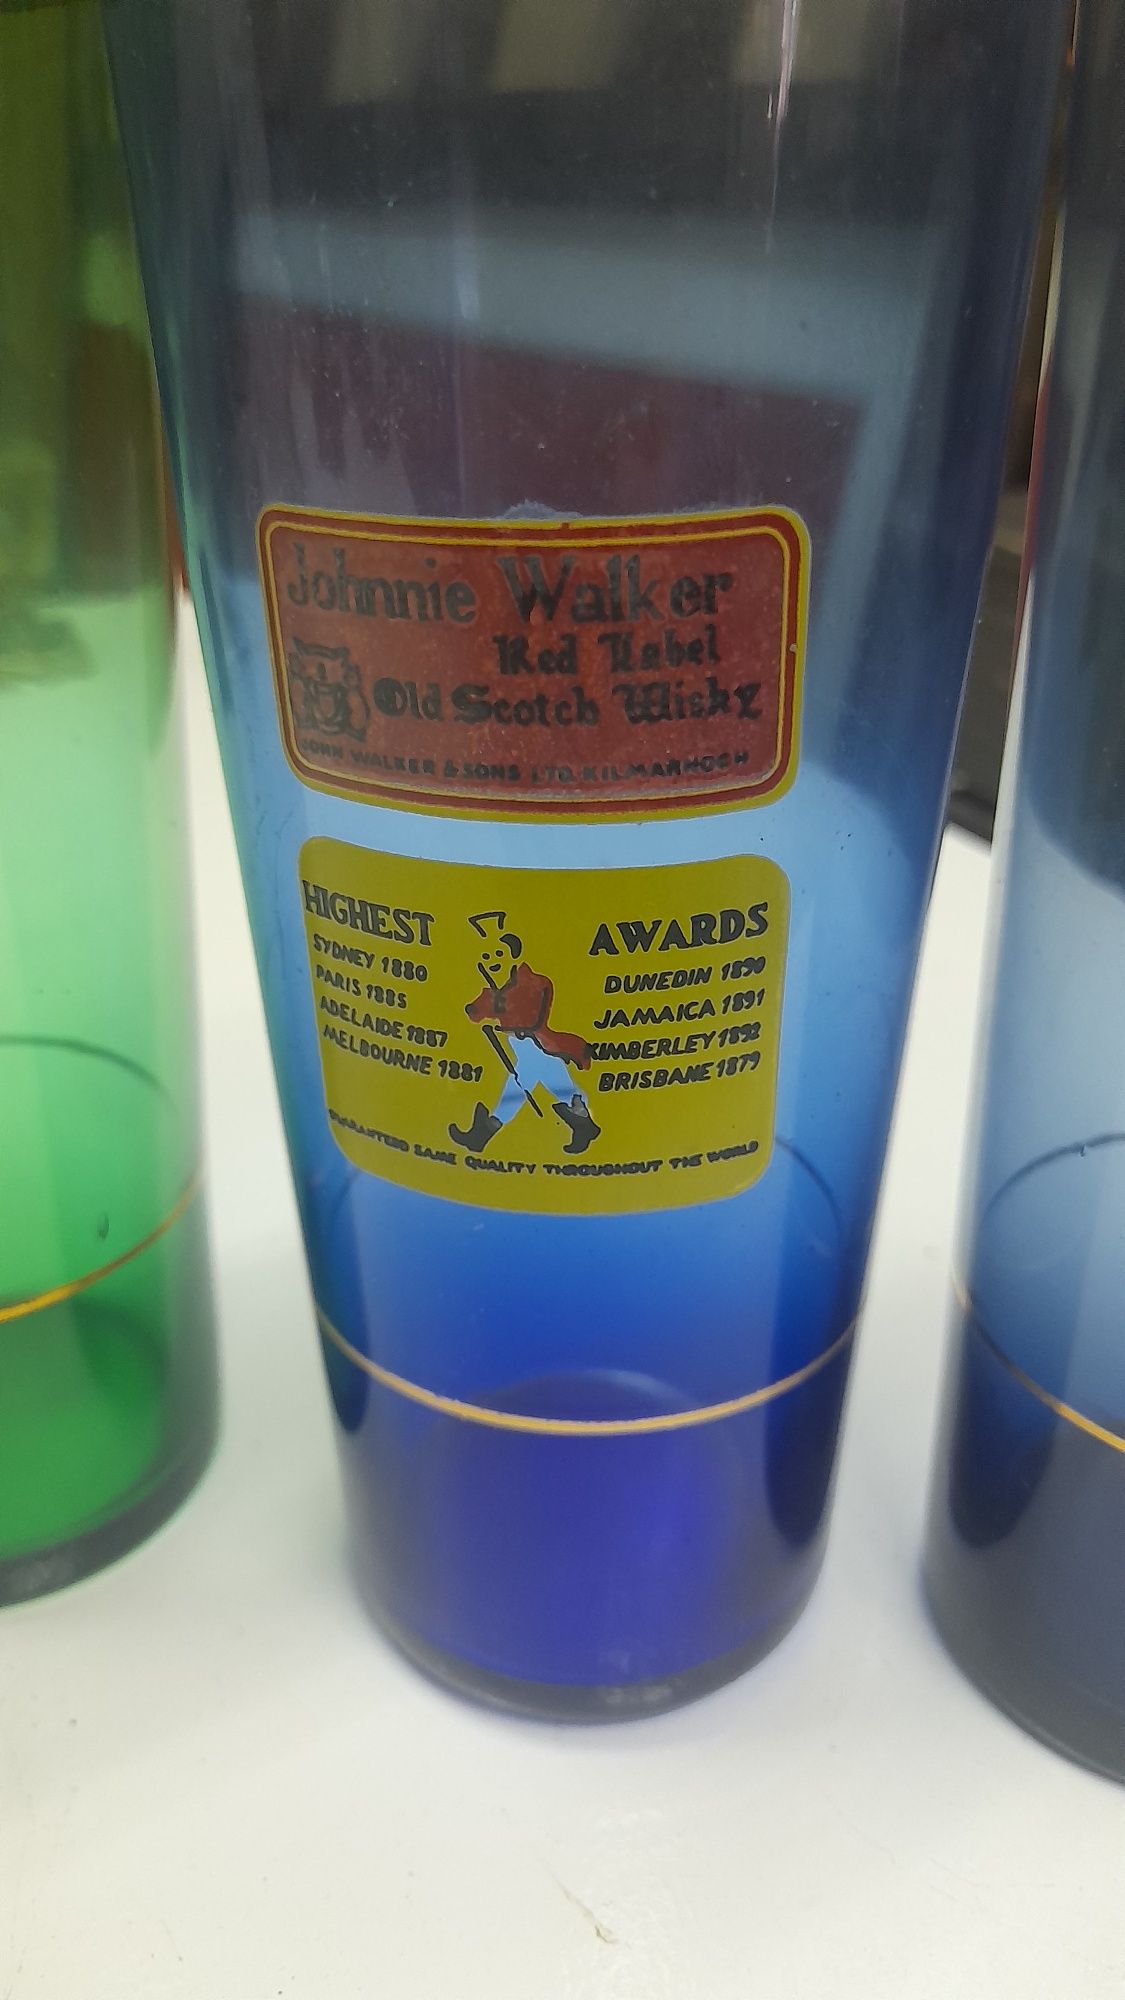 Johnnie Walker
Red Label
Old Scotch Wisky
JOHN WALKER & SONS LTD. KILMARNOCH
HIGHEST
SYDNEY 1880
PARIS 1885
ADELAIDE 1887
MELBOURNE 1881
AWARDS
DUNEDIN 1890
JAMAICA 1891
KIMBERLEY 1892
BRISBANE 1879
GUARANTEED SAME QUALITY THROUGHOUT THE WORLD